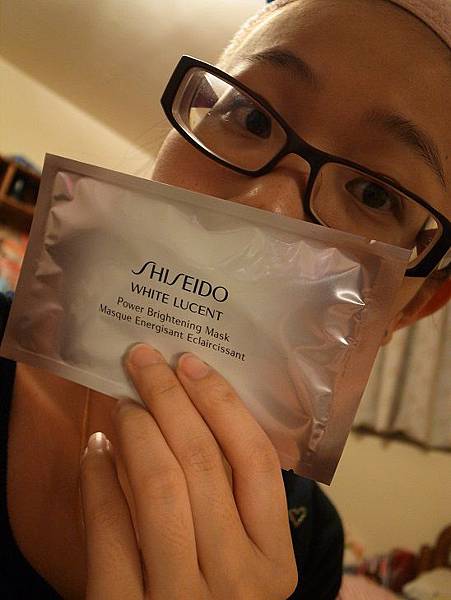 SHISEIDO
WHITE LUCENT
Power Brightening Mask
Masque Energisant Eclaircissant